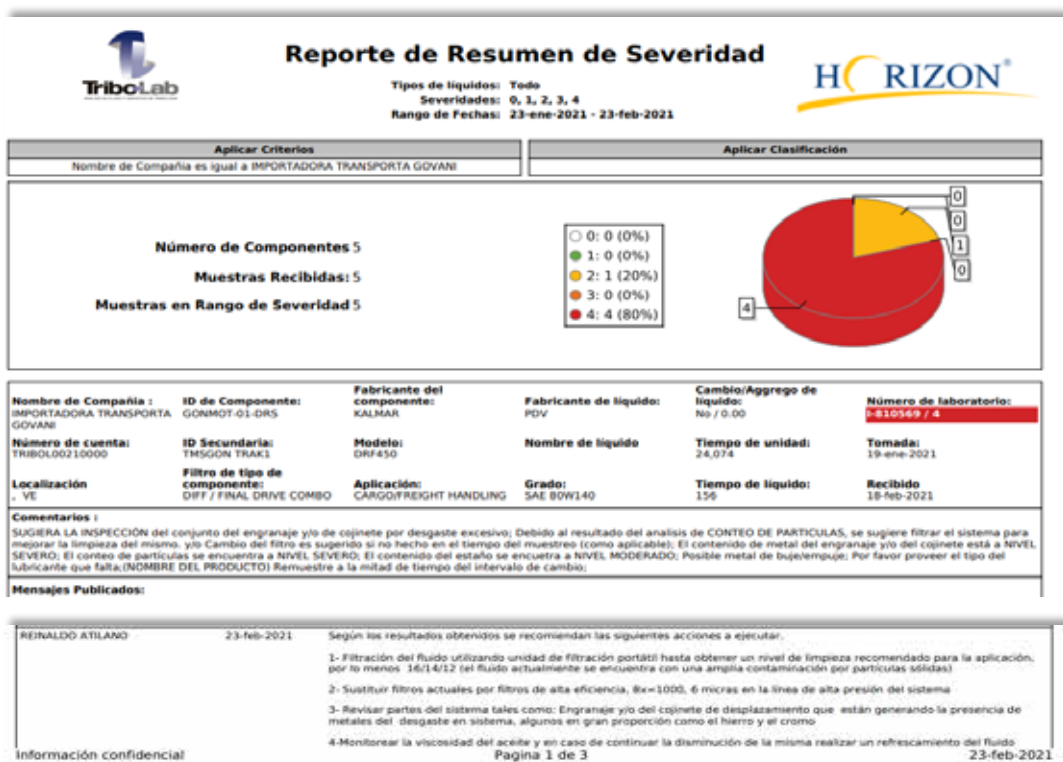 TriboLab
Reporte de Resumen de Severidad
HORIZON®
Tipos de líquidos: Todo
Severidades: 0, 1, 2, 3, 4
Rango de Fechas: 23-ene-2021 - 23-feb-2021
Aplicar Criterios
Aplicar Clasificación
Nombre de Compañia es igual a IMPORTADORA TRANSPORTA GOVANI
Número de Componentes 5
Muestras Recibidas: 5
Muestras en Rango de Severidad 5
0: 0 (0%)
1: 0 (0%)
2: 1 (20%)
3: 0 (0%)
4: 4 (80%)
0
0
1
0
4
Nombre de Compañia : ID de Componente: Fabricante del componente: Fabricante de líquido: Cambio/Aggrego de líquido: Número de laboratorio:
IMPORTADORA TRANSPORTA GOVANI GONMOT-01-DRS KALMAR PDV No / 0.00 I-810569 / 4
Número de cuenta: ID Secundaria: Modelo: Nombre de líquido Tiempo de unidad: Tomada:
TRIBOL00210000 TMSGON TRAK1 DRF450 24,074 19-ene-2021
Localización Filtro de tipo de componente: Aplicación: Grado: Tiempo de líquido: Recibido
, VE DIFF / FINAL DRIVE COMBO CARGO/FREIGHT HANDLING SAE 80W140 156 18-feb-2021
Comentarios :
SUGIERA LA INSPECCIÓN del conjunto del engranaje y/o de cojinete por desgaste excesivo; Debido al resultado del analisis de CONTEO DE PARTICULAS, se sugiere filtrar el sistema para
mejorar la limpieza del mismo. y/o Cambio del filtro es sugerido si no hecho en el tiempo del muestreo (como aplicable); El contenido de metal del engranaje y/o del cojinete está a NIVEL
SEVERO; El conteo de partículas se encuentra a NIVEL SEVERO; El contenido del estaño se encuetra a NIVEL MODERADO; Posible metal de buje/empuje; Por favor proveer el tipo del
lubricante que falta;(NOMBRE DEL PRODUCTO) Remuestre a la mitad de tiempo del intervalo de cambio;
Mensajes Publicados:
REINALDO ATILANO 23-feb-2021 Según los resultados obtenidos se recomiendan las siguientes acciones a ejecutar.
1- Filtración del fluido utilizando unidad de filtración portátil hasta obtener un nivel de limpieza recomendado para la aplicación,
por lo menos 16/14/12 (el fluido actualmente se encuentra con una amplia contaminación por partículas sólidas)
2- Sustituir filtros actuales por filtros de alta eficiencia, Bx=1000, 6 micras en la línea de alta presión del sistema
3- Revisar partes del sistema tales como: Engranaje y/o del cojinete de desplazamiento que están generando la presencia de
metales del desgaste en sistema, algunos en gran proporción como el hierro y el cromo
4-Monitorear la viscosidad del aceite y en caso de continuar la disminución de la misma realizar un refrescamiento del fluido
Información confidencial Pagina 1 de 3 23-feb-2021